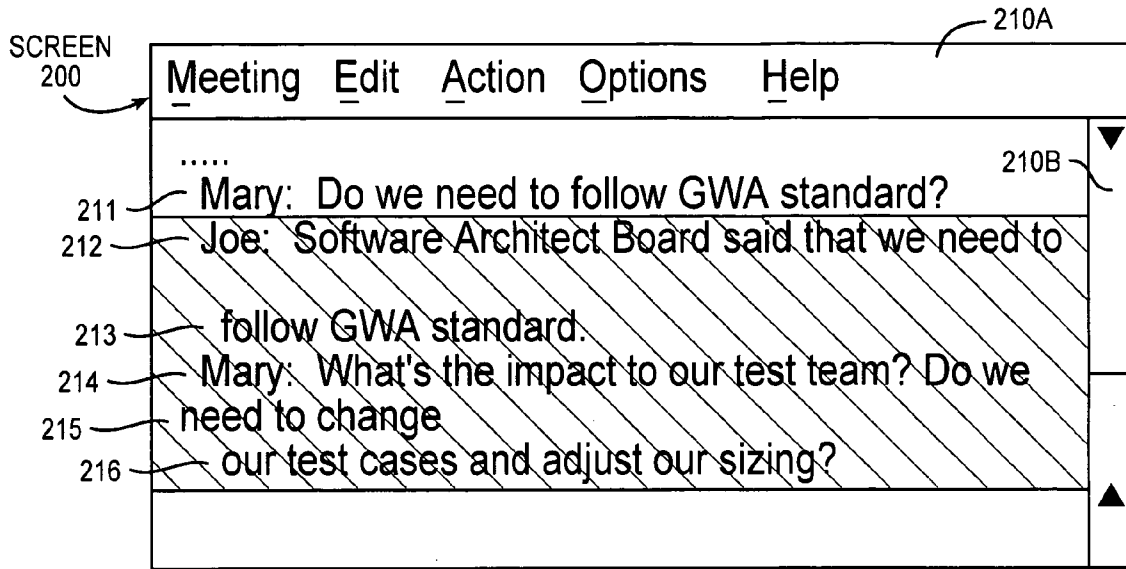 210A
SCREEN
200
Meeting Edit Action Options Help
.....
210B
211 Mary: Do we need to follow GWA standard?
212 Joe: Software Architect Board said that we need to
213 follow GWA standard.
214 Mary: What's the impact to our test team? Do we
215 need to change
216 our test cases and adjust our sizing?